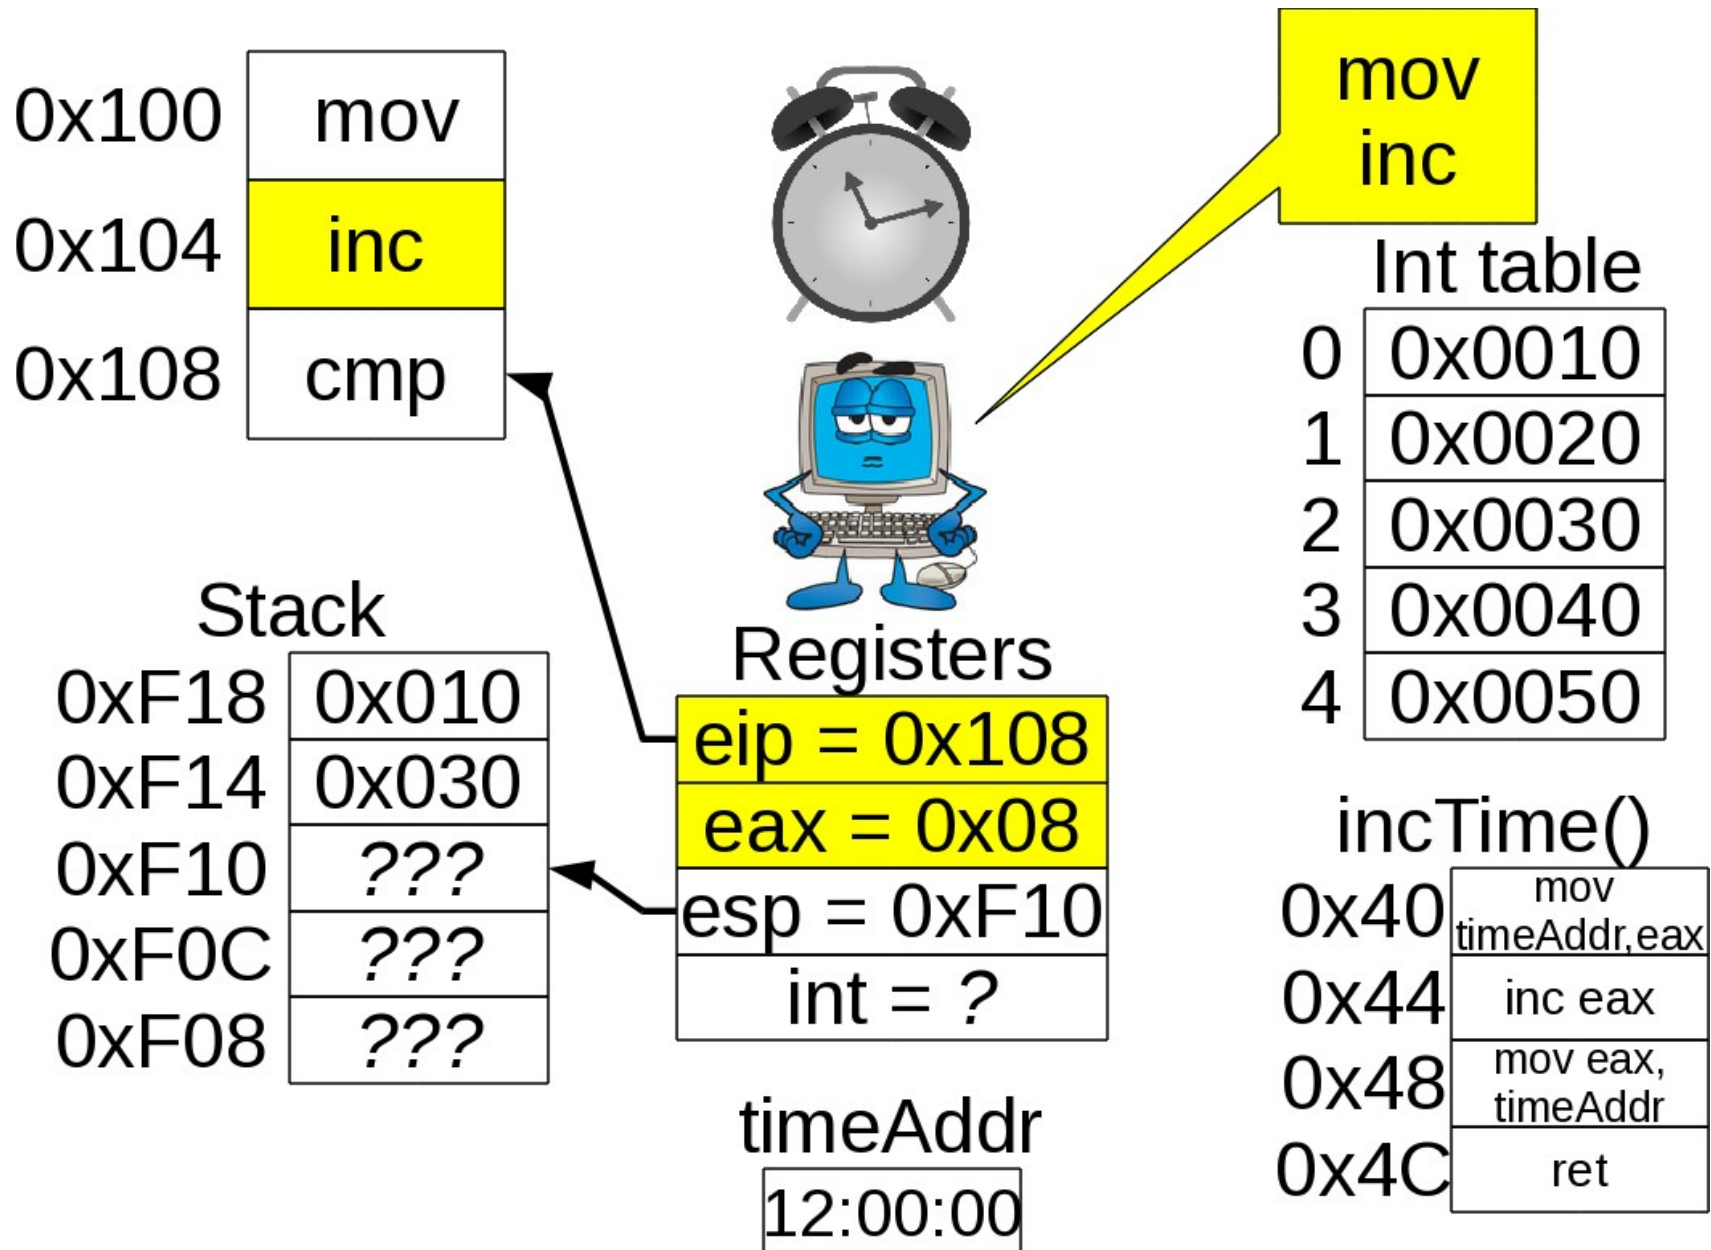 0x100 mov
0x104 inc
0x108 cmp
mov
inc
Int table
0 0x0010
1 0x0020
2 0x0030
3 0x0040
4 0x0050
Stack
0xF18 0x010
0xF14 0x030
0xF10 ???
0xF0C ???
0xF08 ???
Registers
eip = 0x108
eax = 0x08
esp = 0xF10
int = ?
timeAddr
12:00:00
incTime()
0x40 mov
timeAddr,eax
0x44 inc eax
0x48 mov eax,
timeAddr
0x4C ret